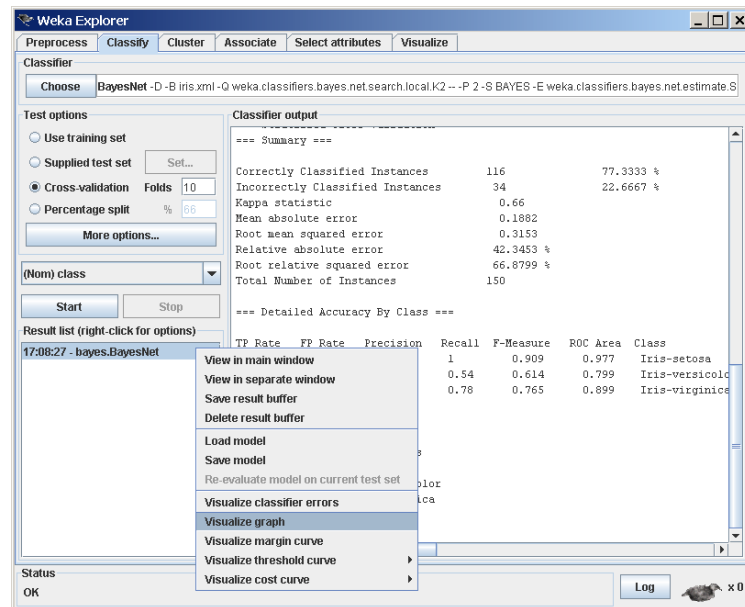 Weka Explorer
Preprocess Classify Cluster Associate Select attributes Visualize
Classifier
Choose BayesNet -D -B iris.xml -Q weka.classifiers.bayes.net.search.local.K2 -- -P 2 -S BAYES -E weka.classifiers.bayes.net.estimate.S
Test options
Use training set
Supplied test set Set...
Cross-validation Folds 10
Percentage split % 66
More options...
(Nom) class
Start Stop
Result list (right-click for options)
17:08:27 - bayes.BayesNet
Classifier output
=== Summary ===
Correctly Classified Instances 116 77.3333 %
Incorrectly Classified Instances 34 22.6667 %
Kappa statistic 0.66
Mean absolute error 0.1882
Root mean squared error 0.3153
Relative absolute error 42.3453 %
Root relative squared error 66.8799 %
Total Number of Instances 150
=== Detailed Accuracy By Class ===
TP Rate FP Rate Precision Recall F-Measure ROC Area Class
1 0.909 0.977 Iris-setosa
0.54 0.614 0.799 Iris-versicolo
0.78 0.765 0.899 Iris-virginica
View in main window
View in separate window
Save result buffer
Delete result buffer
Load model
Save model
Re-evaluate model on current test set
Visualize classifier errors
Visualize graph
Visualize margin curve
Visualize threshold curve
Visualize cost curve
s
olor
ica
Status
OK
Log x 0